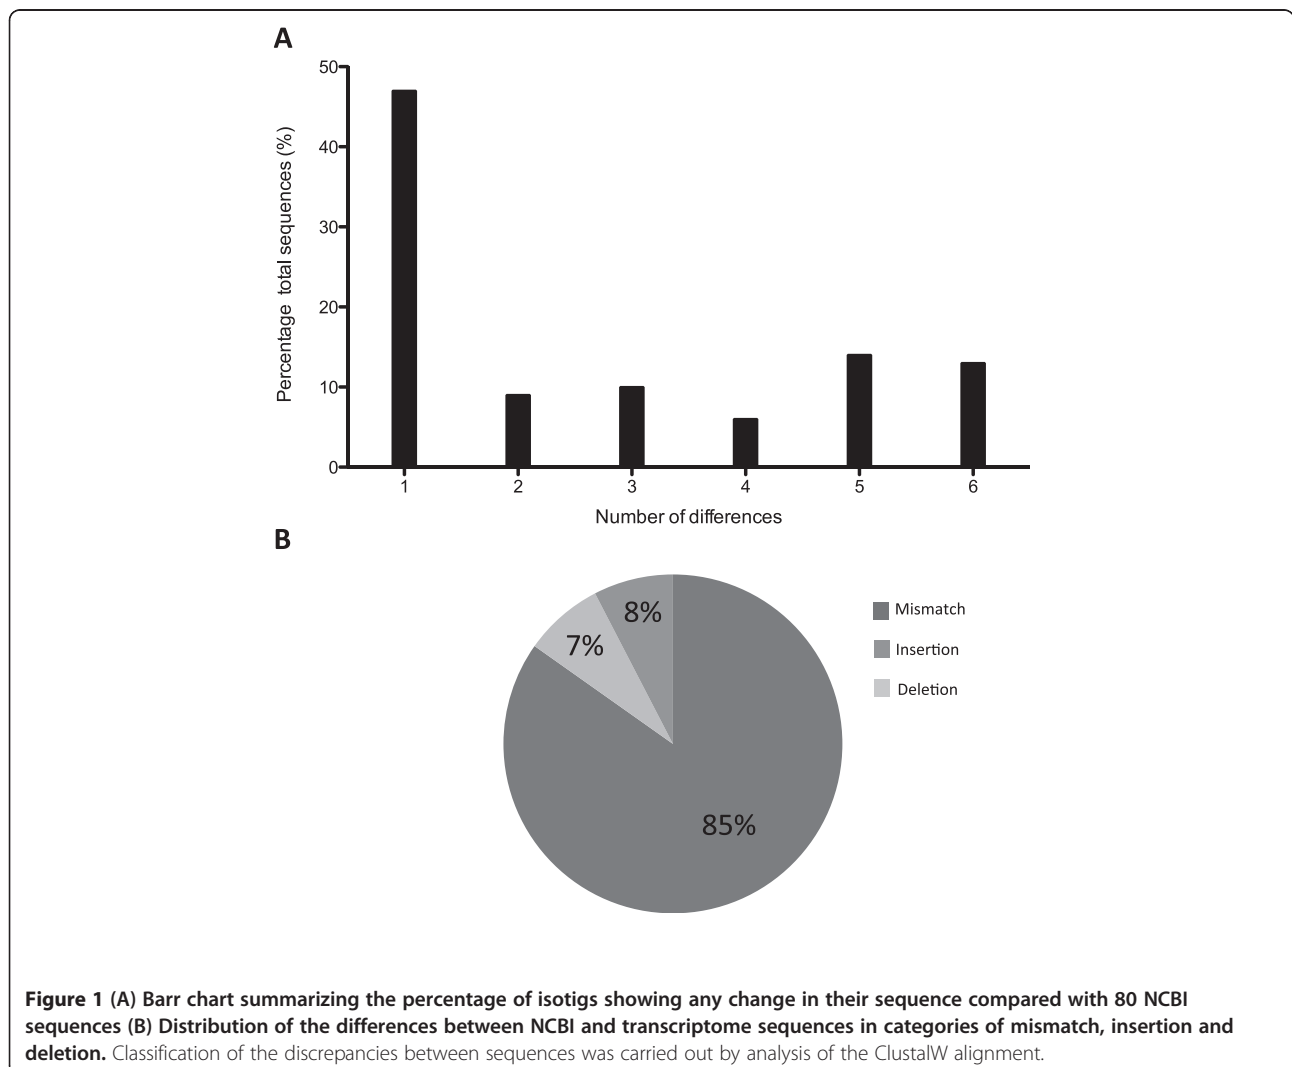 A
50
40
30
20
10
0
Percentage total sequences (%)
1 2 3 4 5 6
Number of differences
B
8%
7%
85%
Mismatch
Insertion
Deletion
Figure 1 (A) Barr chart summarizing the percentage of isotigs showing any change in their sequence compared with 80 NCBI
sequences (B) Distribution of the differences between NCBI and transcriptome sequences in categories of mismatch, insertion and
deletion. Classification of the discrepancies between sequences was carried out by analysis of the ClustalW alignment.